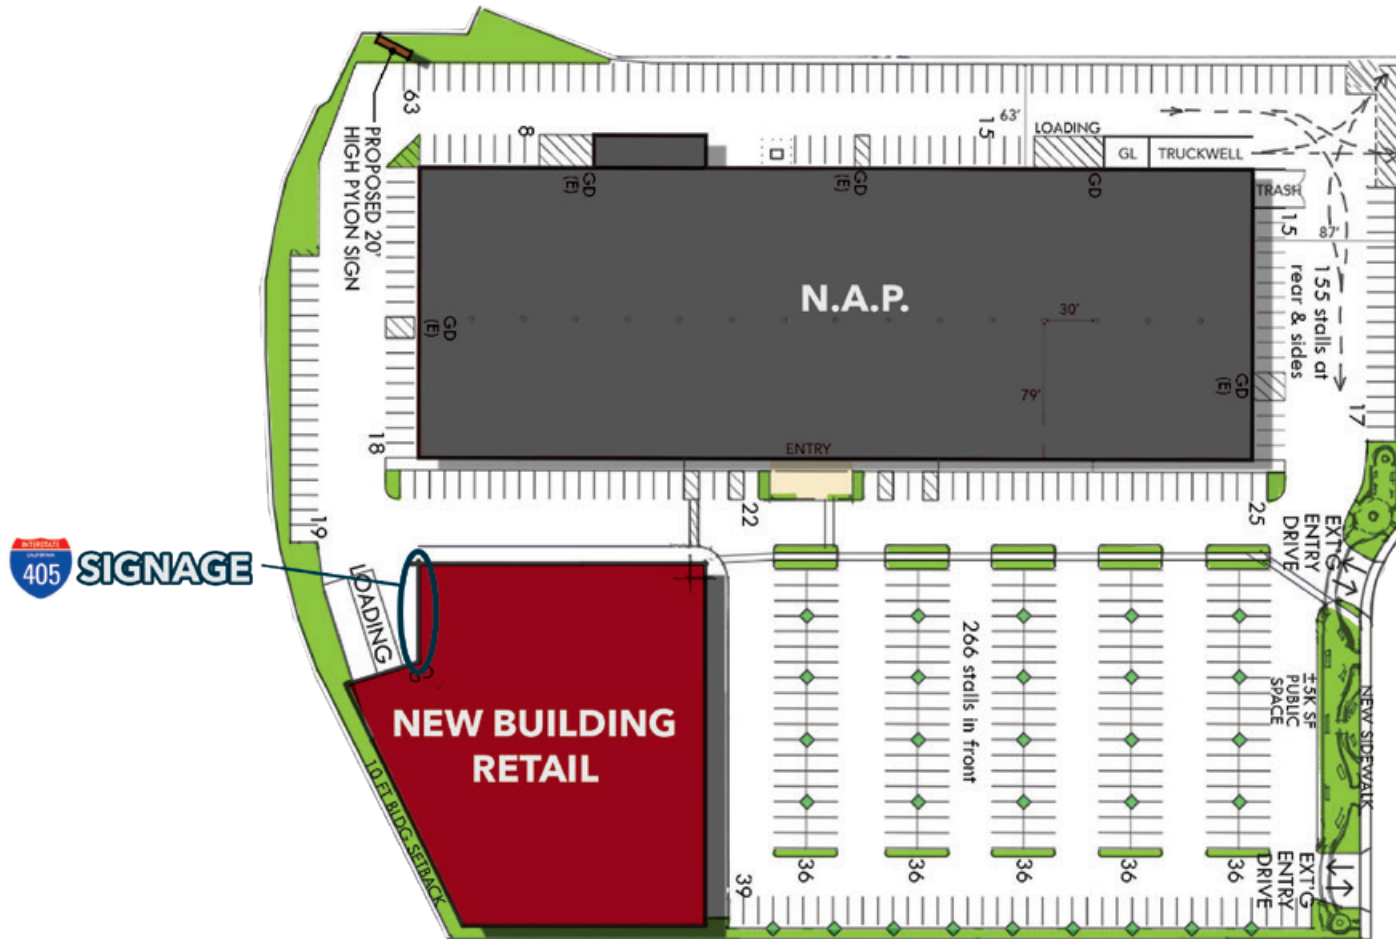 63
PROPOSED 20'
HIGH PYLON SIGN
8
15
63'
LOADING
GL
TRUCKWELL
TRASH
GD
(E)
GD
(E)
GD
15
87'
155 stalls at
rear & sides
N.A.P.
30'
79'
GD
(E)
GD
(E)
17
18
ENTRY
19
22
25
EXT'G
ENTRY
DRIVE
INTERSTATE
CALIFORNIA
405
SIGNAGE
LOADING
266 stalls in front
±5K SF
PUBLIC
SPACE
NEW SIDEWALK
NEW BUILDING
RETAIL
10 FT BLDG SETBACK
39
36
36
36
36
36
EXT'G
ENTRY
DRIVE